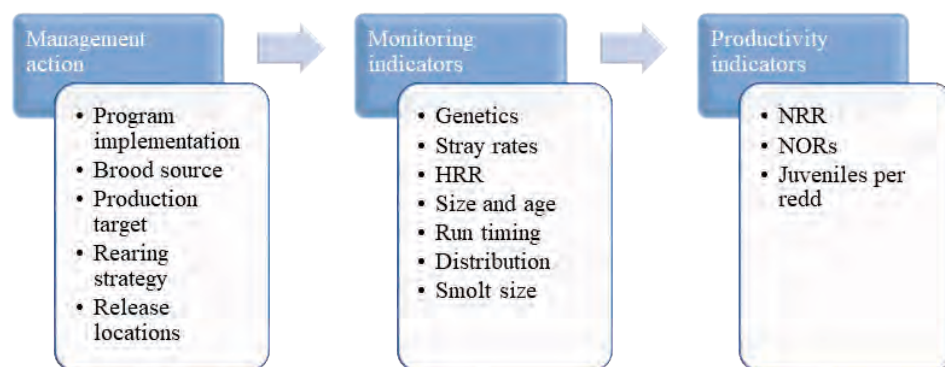 Management
action
• Program
implementation
• Brood source
• Production
target
• Rearing
strategy
• Release
locations
Monitoring
indicators
• Genetics
• Stray rates
• HRR
• Size and age
• Run timing
• Distribution
• Smolt size
Productivity
indicators
• NRR
• NORs
• Juveniles per
redd